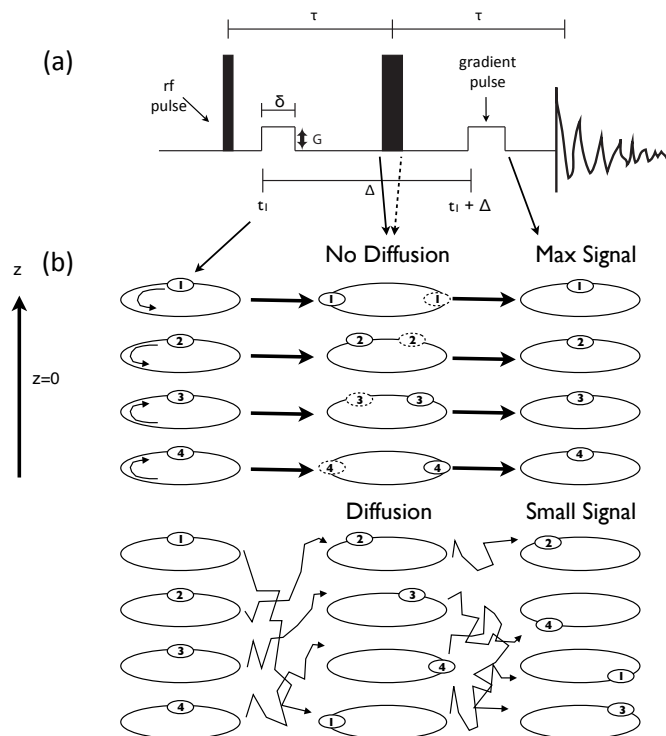 τ τ
(a)
rf
pulse
δ
G
gradient
pulse
Δ
t₁ t₁ + Δ
(b)
z
z=0
No Diffusion Max Signal
1 1 1 1
2 2 2 2
3 3 3 3
4 4 4 4
Diffusion Small Signal
1 2 2
2 3 4
3 4 1
4 1 3